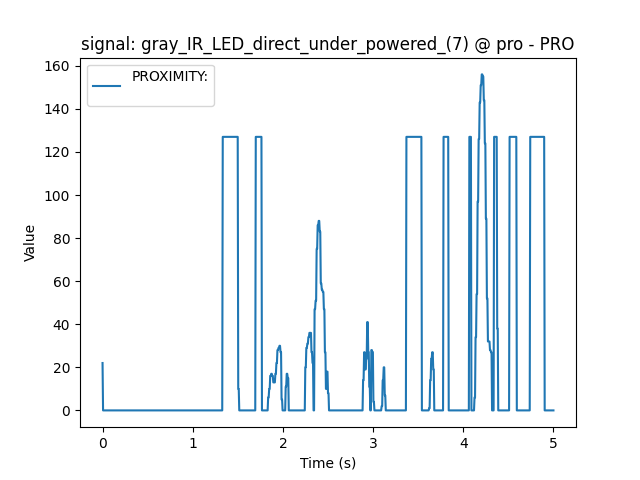 signal: gray_IR_LED_direct_under_powered_(7) @ pro - PRO
PROXIMITY:
Value
160
140
120
100
80
60
40
20
0
0 1 2 3 4 5
Time (s)